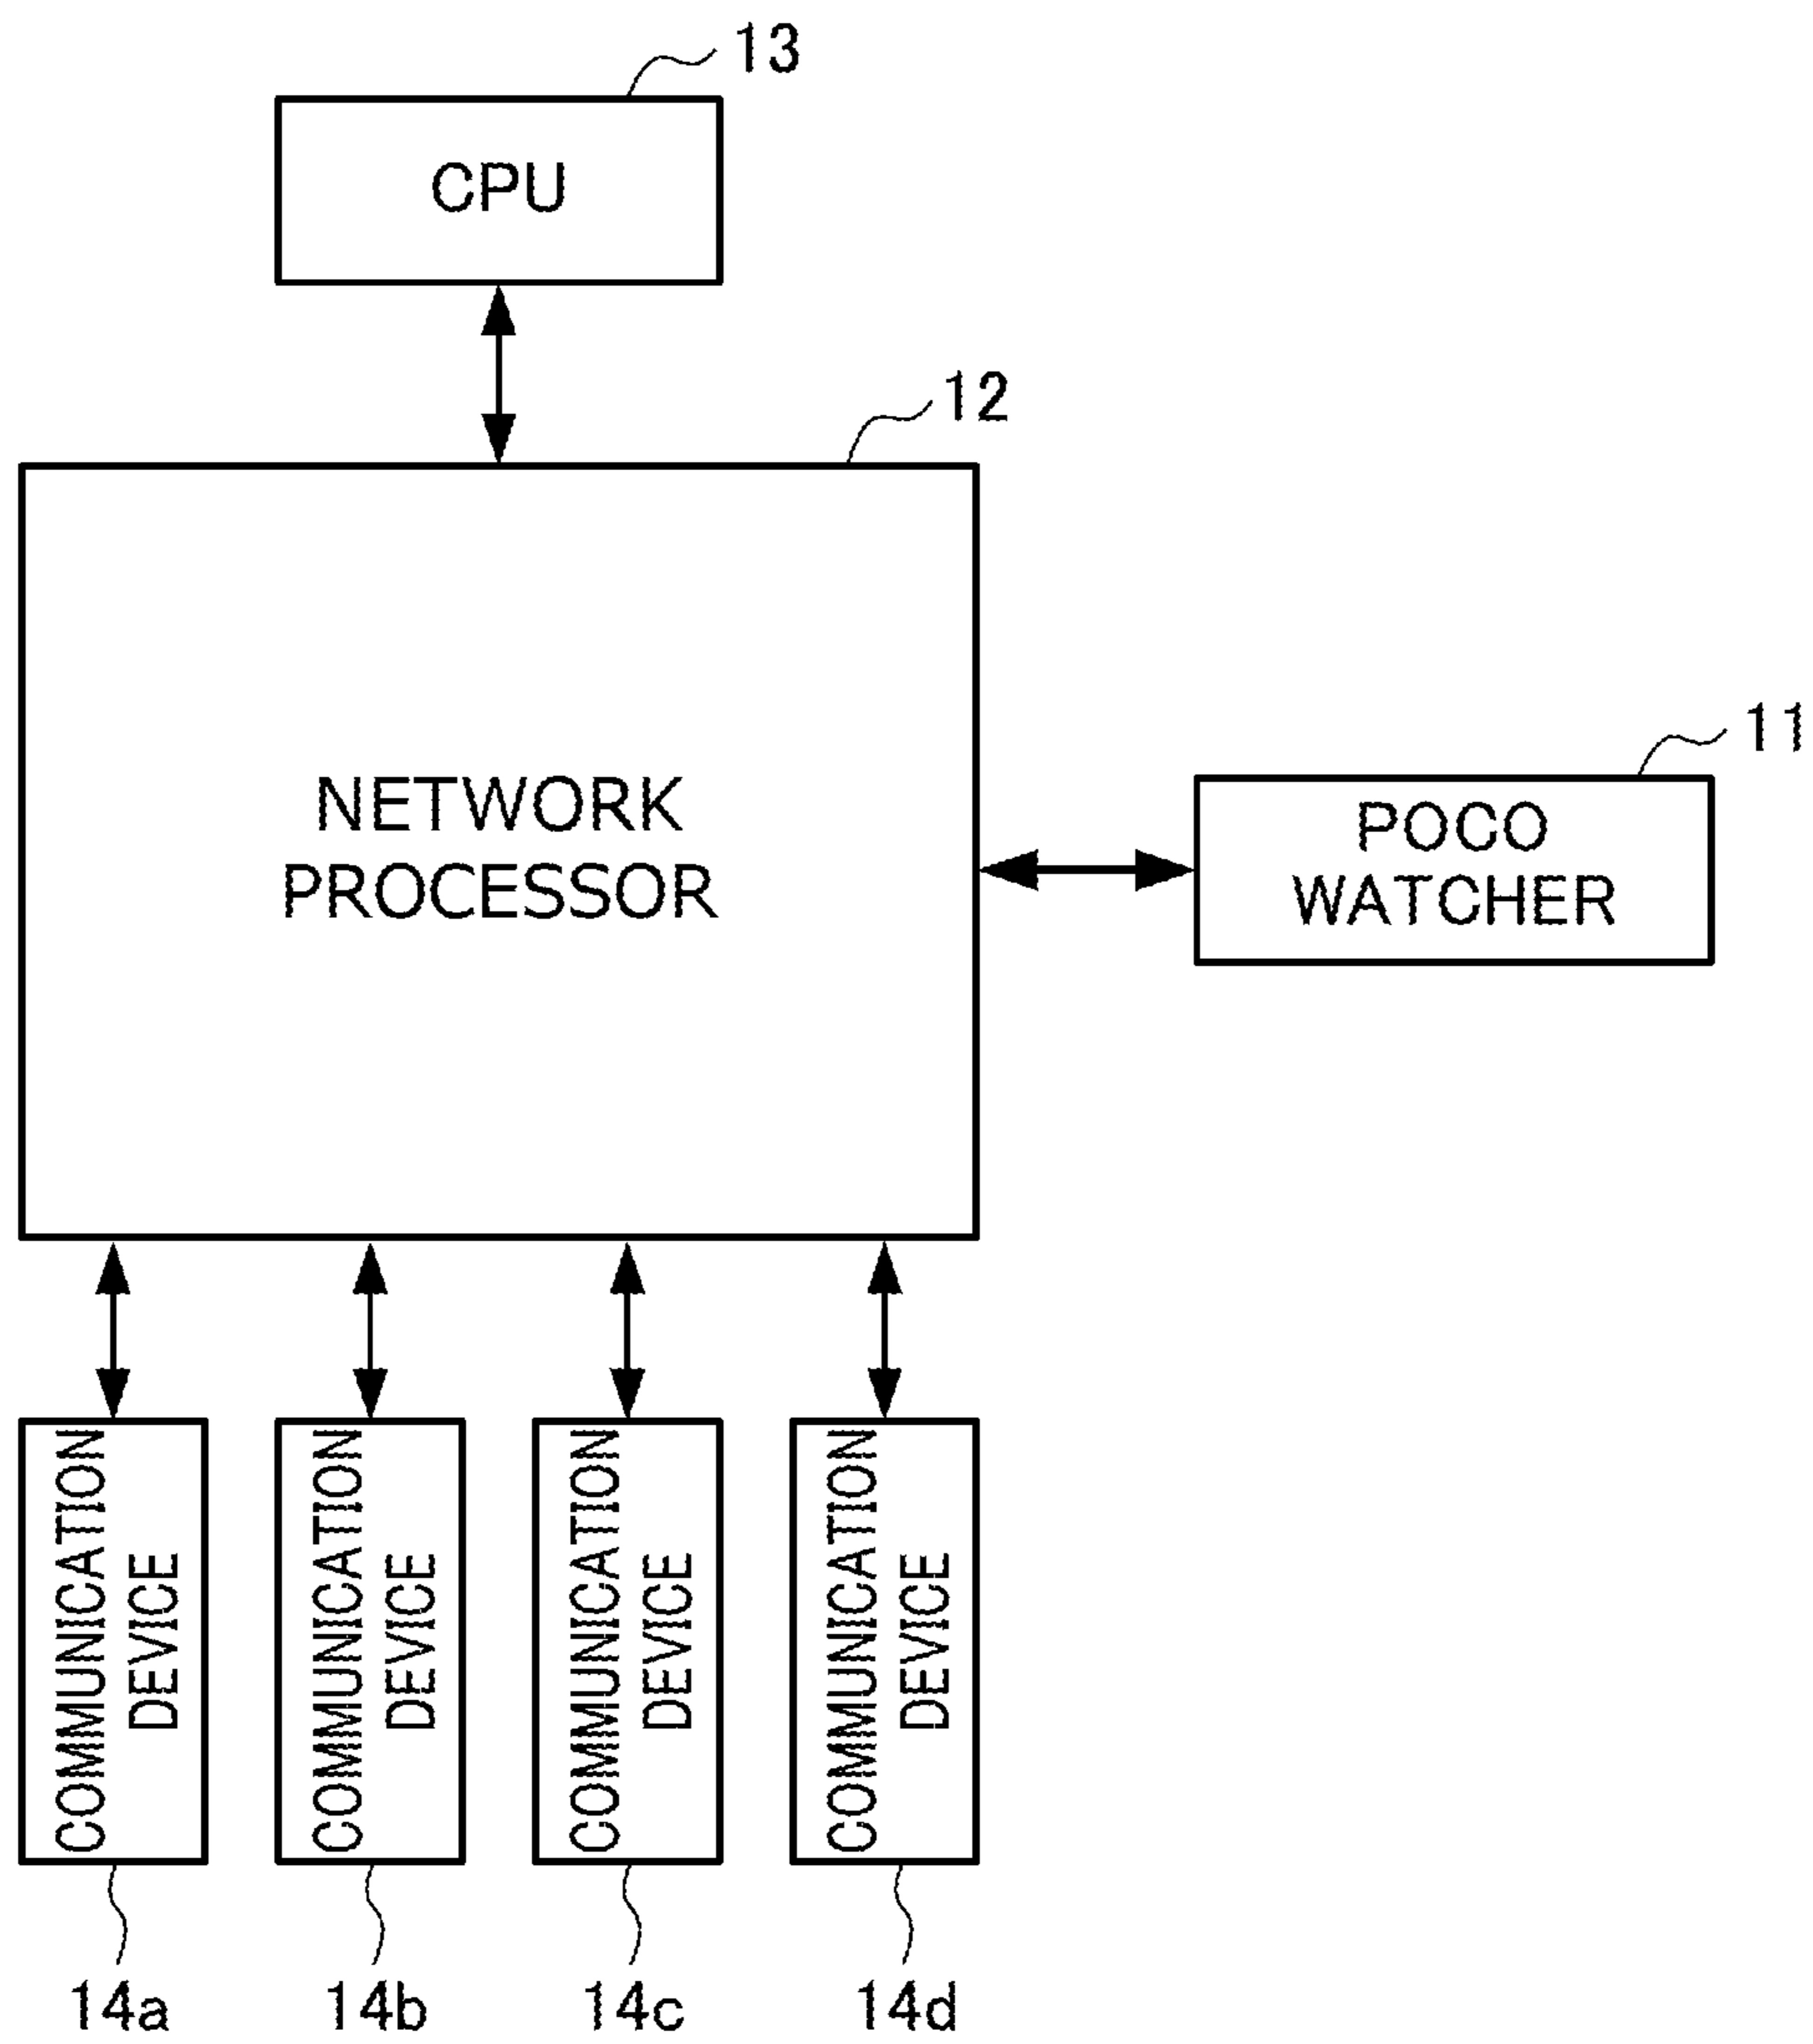 13
CPU
12
NETWORK
PROCESSOR
11
POCO
WATCHER
COMMUNICATION
DEVICE
COMMUNICATION
DEVICE
COMMUNICATION
DEVICE
COMMUNICATION
DEVICE
14a
14b
14c
14d